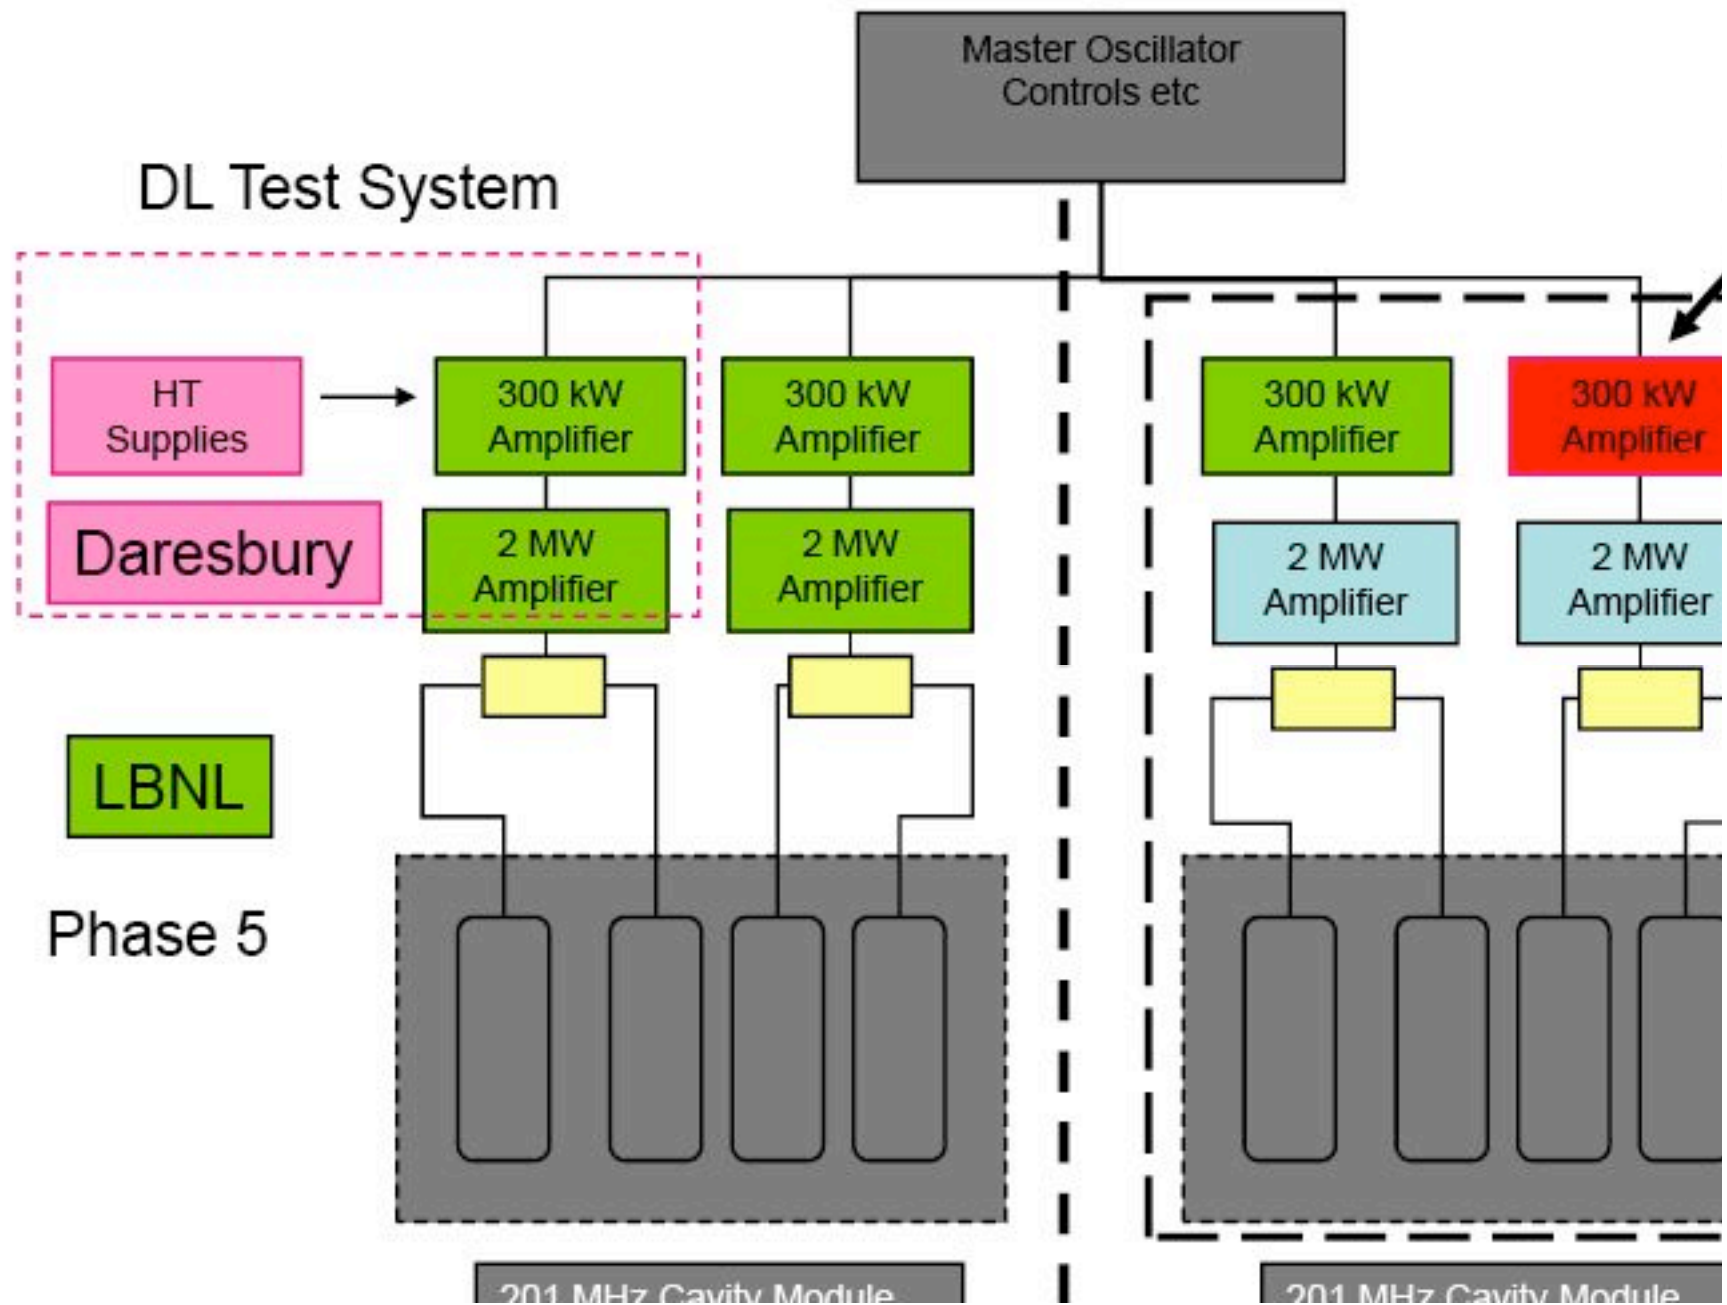 Master Oscillator
Controls etc
DL Test System
HT
Supplies
300 kW
Amplifier
300 kW
Amplifier
300 kW
Amplifier
300 kW
Amplifier
Daresbury
2 MW
Amplifier
2 MW
Amplifier
2 MW
Amplifier
2 MW
Amplifier
LBNL
Phase 5
201 MHz Cavity Module
201 MHz Cavity Module